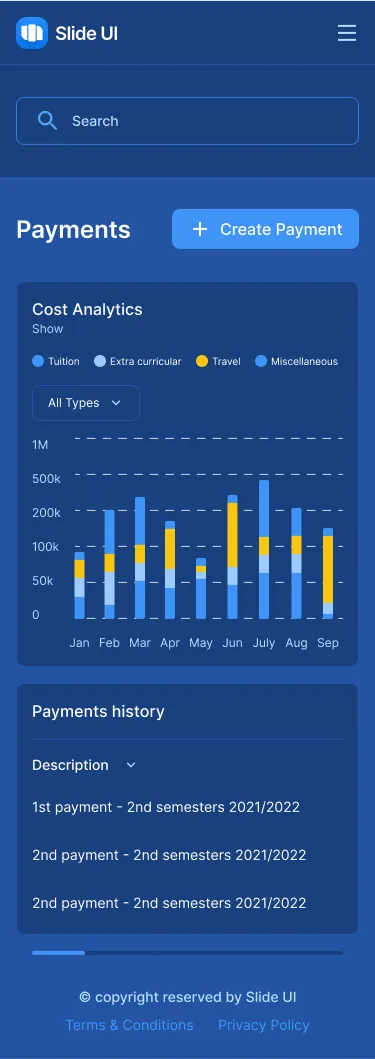 Slide UI
Search
Payments
Create Payment
Cost Analytics
Show
Tuition Extra curricular Travel Miscellaneous
All Types
1M
500k
200k
100k
50k
0
Jan Feb Mar Apr May Jun July Aug Sep
Payments history
Description
1st payment - 2nd semesters 2021/2022
2nd payment - 2nd semesters 2021/2022
2nd payment - 2nd semesters 2021/2022
© copyright reserved by Slide UI
Terms & Conditions Privacy Policy